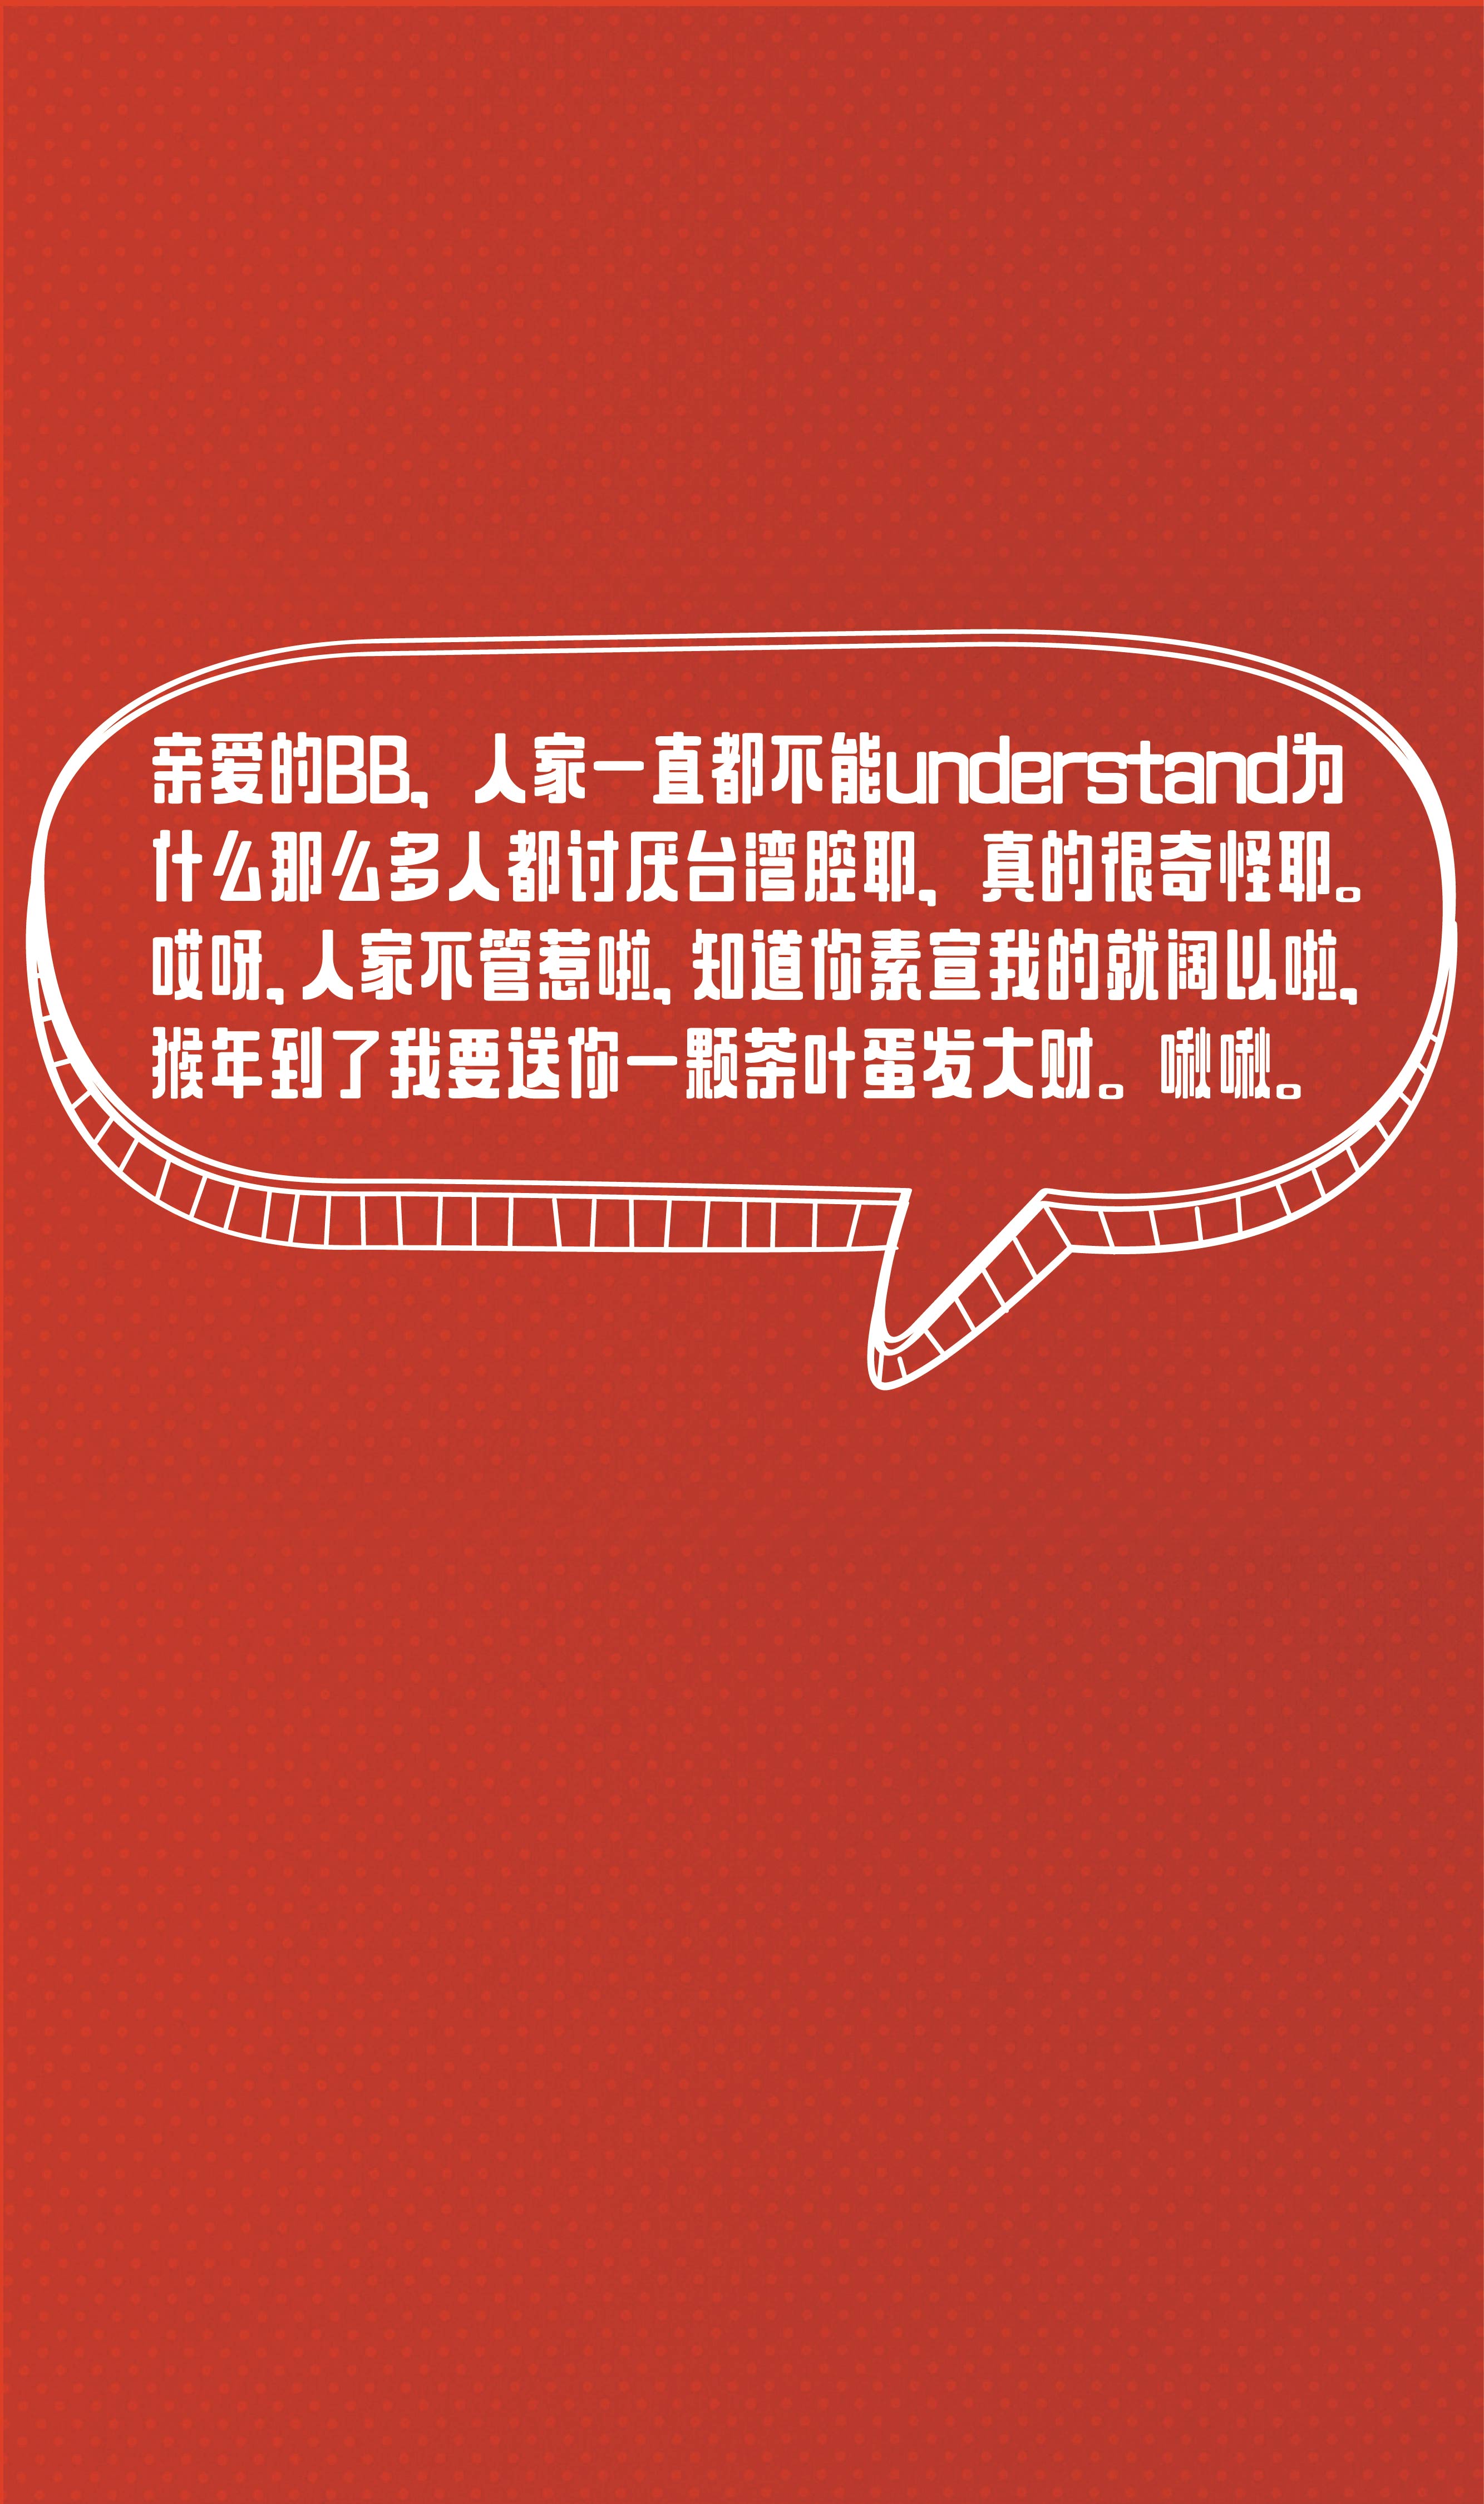 亲爱的BB, 人家一直都不能understand为
什么那么多人都讨厌台湾腔耶, 真的很奇怪耶。
哎呀, 人家不管惹啦, 知道你素宣我的就阔以啦,
猴年到了我要送你一颗茶叶蛋发大财。 啾啾。